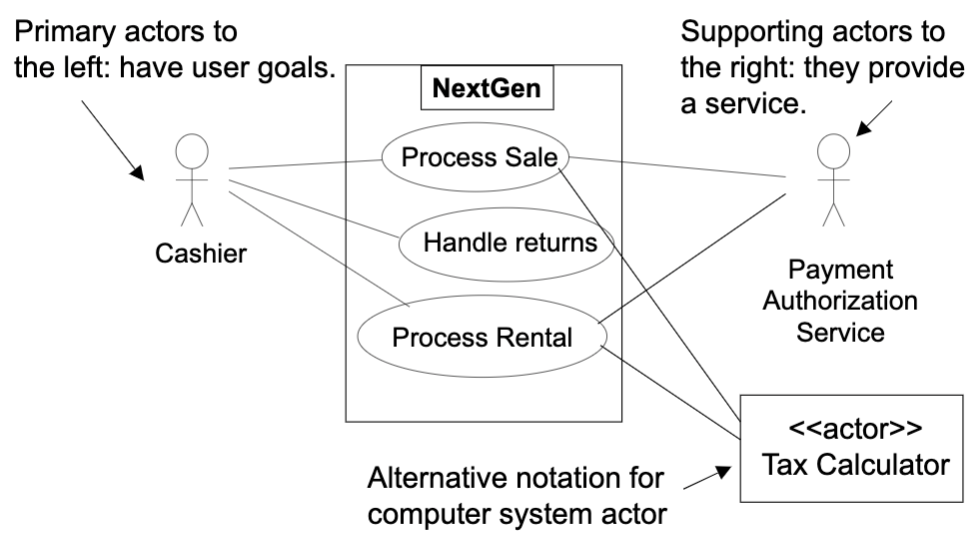 Primary actors to
the left: have user goals.
Supporting actors to
the right: they provide
a service.
NextGen
Process Sale
Handle returns
Process Rental
Cashier
Payment
Authorization
Service
<<actor>>
Tax Calculator
Alternative notation for
computer system actor